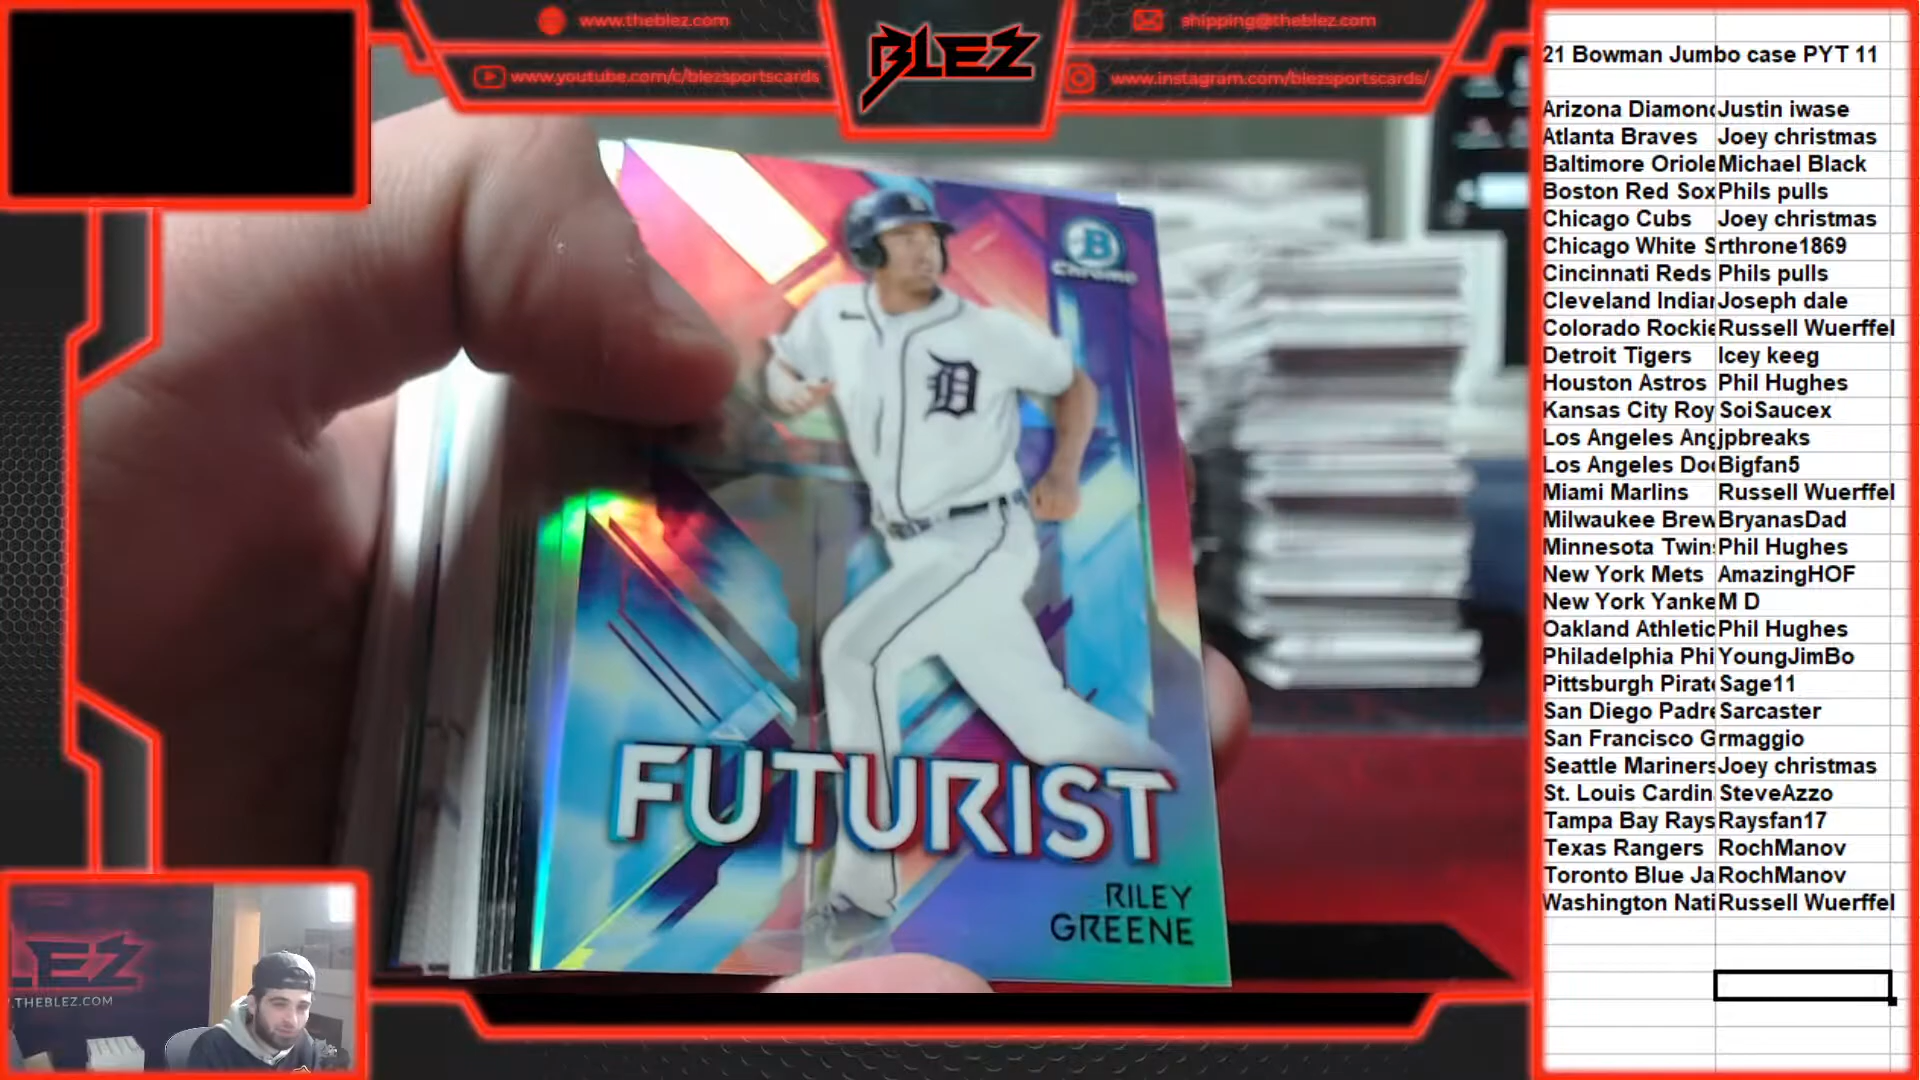 www.theblez.com
BLEZ
shipping@theblez.com
www.youtube.com/c/blezsportscards
www.instagram.com/blezsportscards/
21 Bowman Jumbo case PYT 11
Arizona Diamond Justin iwase
Atlanta Braves Joey christmas
Baltimore Oriole Michael Black
Boston Red Sox Phils pulls
Chicago Cubs Joey christmas
Chicago White S rthrone1869
Cincinnati Reds Phils pulls
Cleveland Indian Joseph dale
Colorado Rockie Russell Wuerffel
Detroit Tigers Icey keeg
Houston Astros Phil Hughes
Kansas City Roy SoiSaucex
Los Angeles Ang jpbreaks
Los Angeles Dod Bigfan5
Miami Marlins Russell Wuerffel
Milwaukee Brew BryanasDad
Minnesota Twins Phil Hughes
New York Mets AmazingHOF
New York Yanke M D
Oakland Athletic Phil Hughes
Philadelphia Phi YoungJimBo
Pittsburgh Pirate Sage11
San Diego Padre Sarcaster
San Francisco G rmaggio
Seattle Mariners Joey christmas
St. Louis Cardin SteveAzzo
Tampa Bay Rays Raysfan17
Texas Rangers RochManov
Toronto Blue Ja RochManov
Washington Nati Russell Wuerffel
B
Chrome
D
FUTURIST
RILEY
GREENE
LEZ
.THEBLEZ.COM